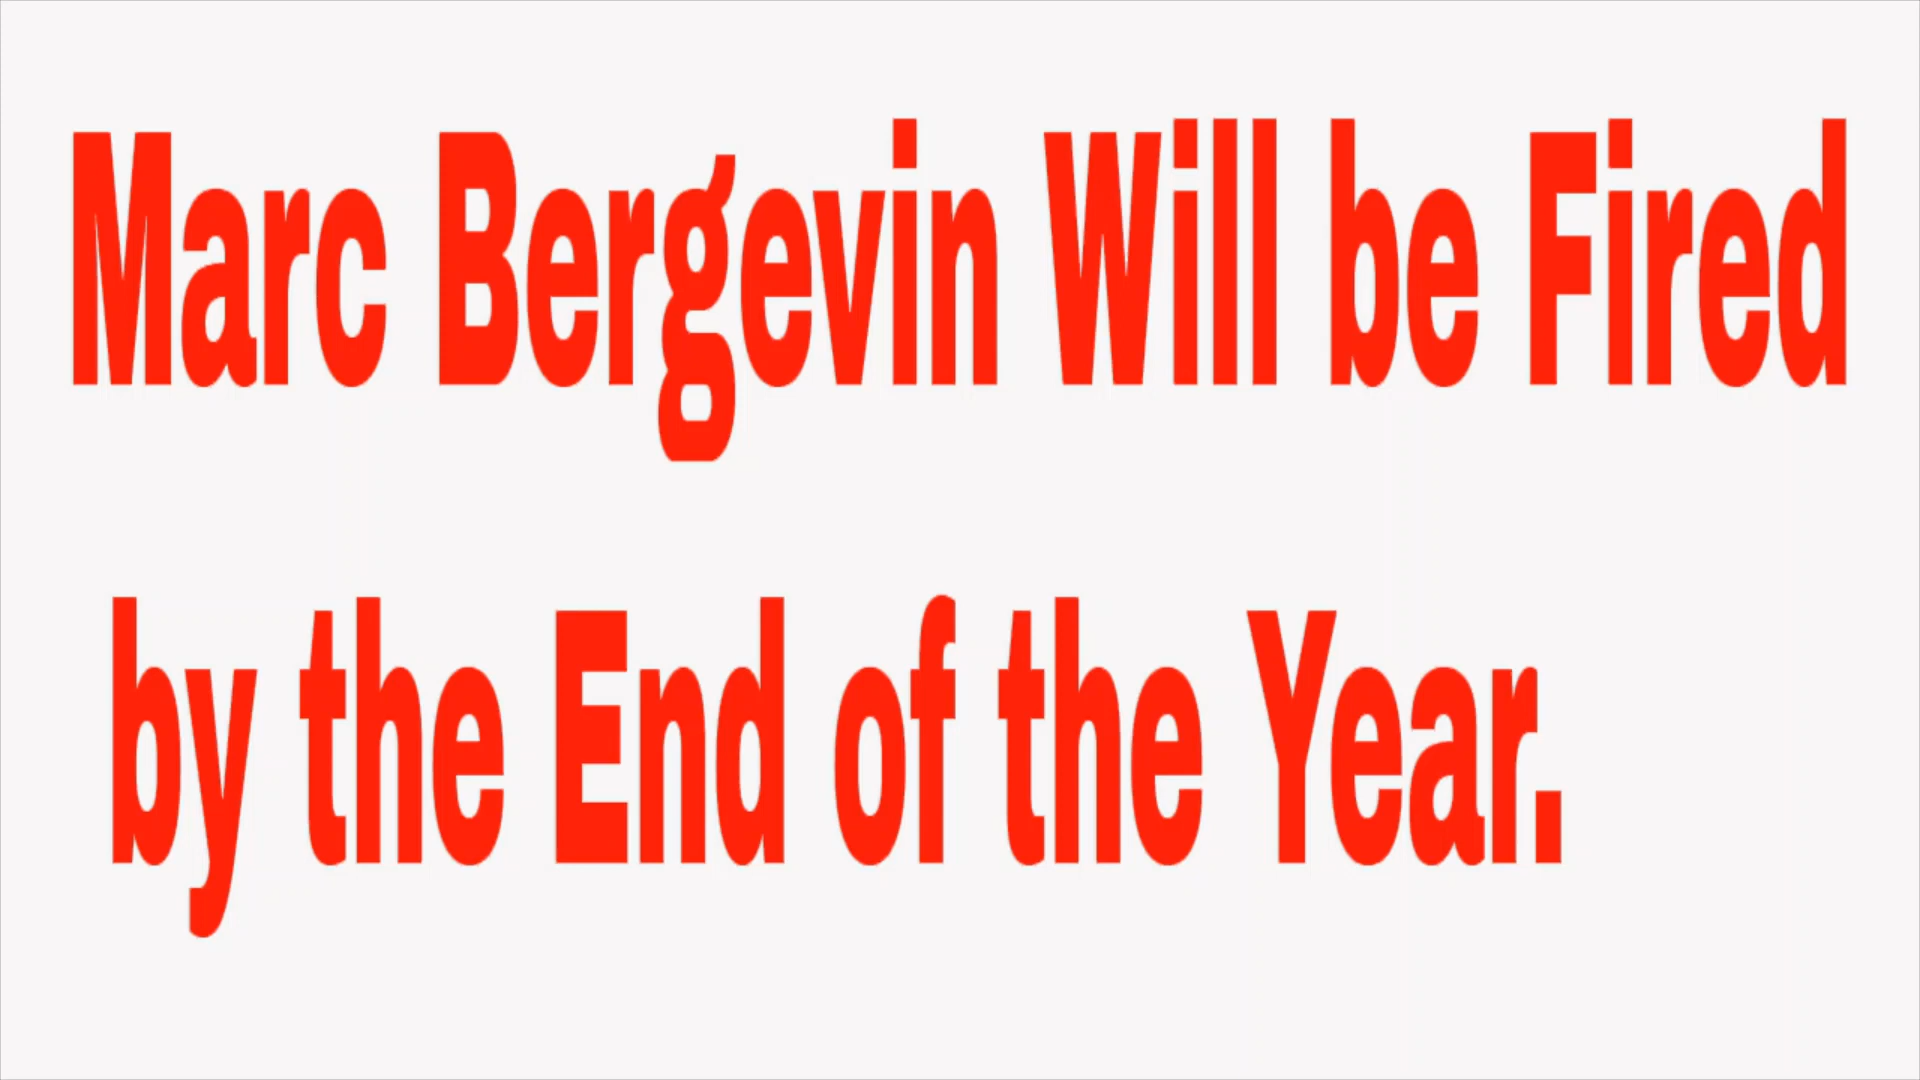 Marc Bergevin Will be Fired
by the End of the Year.